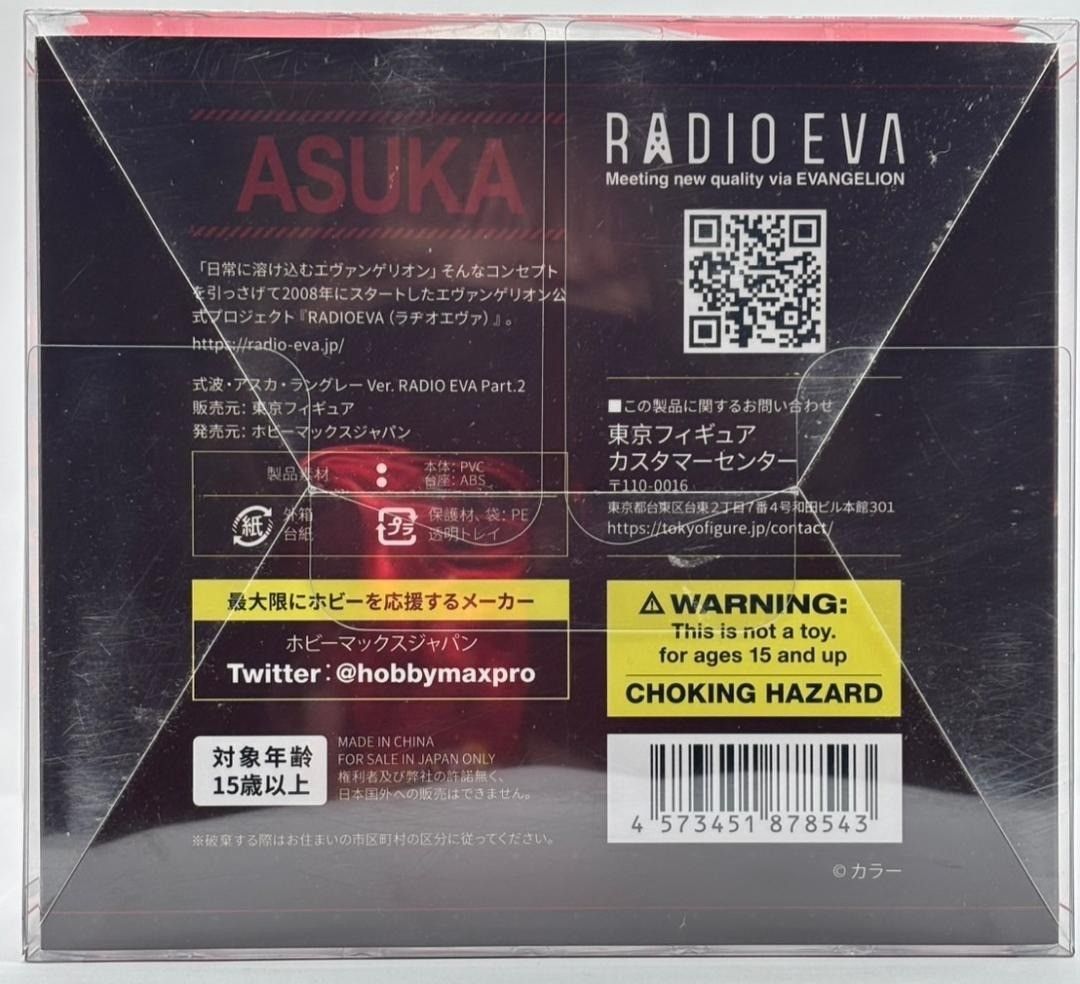 ASUKA
「日常に溶け込むエヴァンゲリオン」そんなコンセプト
を引っさげて2008年にスタートしたエヴァンゲリオン公
式プロジェクト『RADIOEVA（ラヂオエヴァ）』。
https://radio-eva.jp/
式波・アスカ・ラングレー Ver. RADIO EVA Part.2
販売元：東京フィギュア
発売元：ホビーマックスジャパン
製品素材
本体：PVC
台座：ABS
紙
外箱
台紙
プラ
保護材、袋：PE
透明トレイ
最大限にホビーを応援するメーカー
ホビーマックスジャパン
Twitter：@hobbymaxpro
対象年齢
15歳以上
MADE IN CHINA
FOR SALE IN JAPAN ONLY
権利者及び弊社の許諾無く、
日本国外への販売はできません。
※破棄する際はお住まいの市区町村の区分に従ってください。
RADIO EVA
Meeting new quality via EVANGELION
■この製品に関するお問い合わせ
東京フィギュア
カスタマーセンター
〒110-0016
東京都台東区台東２丁目７番４号和田ビル本館301
https://tokyofigure.jp/contact/
⚠ WARNING:
This is not a toy.
for ages 15 and up
CHOKING HAZARD
4 573451 878543
© カラー